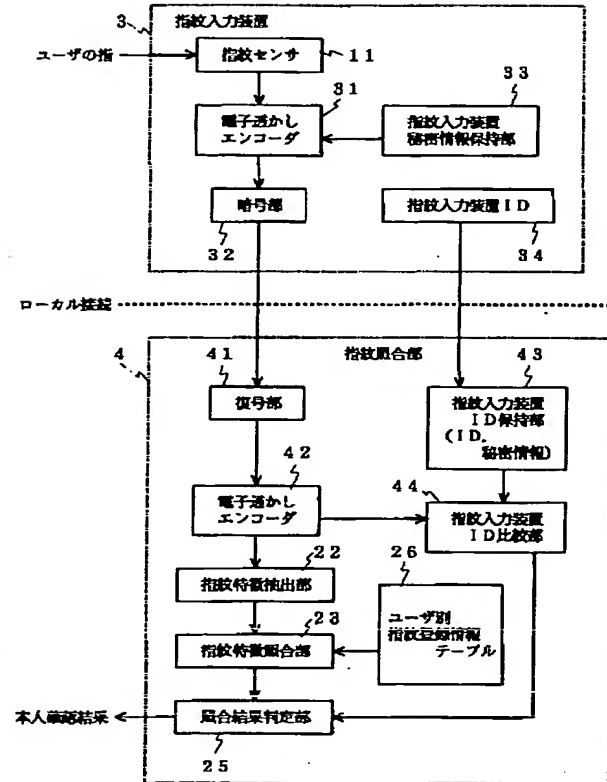 3
指紋入力装置
ユーザの指
指紋センサ
11
31
33
電子透かし
エンコーダ
指紋入力装置
秘密情報保持部
暗号部
指紋入力装置ID
32
34
ローカル接続
4
41
指紋照合部
43
復号部
指紋入力装置
ID保持部
(ID,
秘密情報)
42
44
電子透かし
エンコーダ
指紋入力装置
ID比較部
22
26
指紋特徴抽出部
23
ユーザ別
指紋登録情報
テーブル
指紋特徴照合部
本人確認結果
照合結果判定部
25